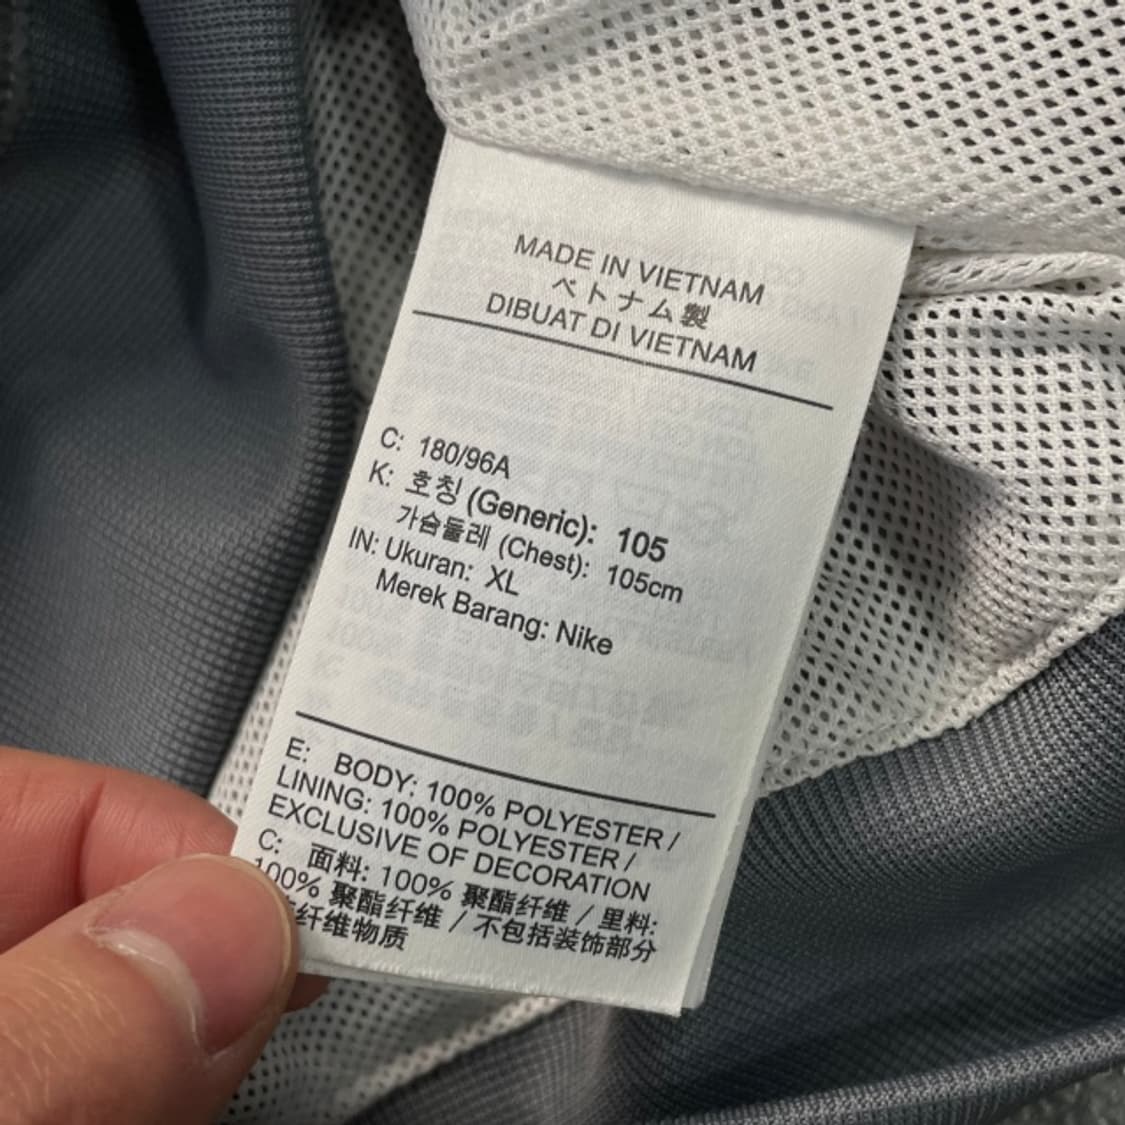 MADE IN VIETNAM
ベトナム製
DIBUAT DI VIETNAM
C: 180/96A
K: 호칭 (Generic): 105
가슴둘레 (Chest): 105cm
IN: Ukuran: XL
Merek Barang: Nike
E: BODY: 100% POLYESTER /
LINING: 100% POLYESTER /
EXCLUSIVE OF DECORATION
C: 面料: 100% 聚酯纤维 / 里料:
100% 聚酯纤维 / 不包括装饰部分
纤维物质